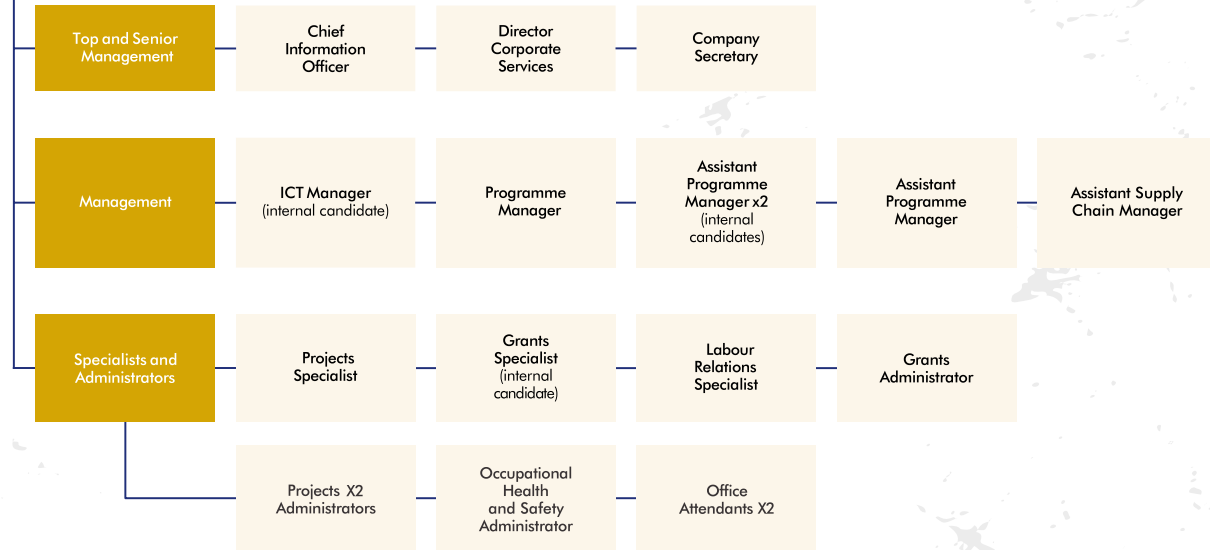 Top and Senior
Management
Chief
Information
Officer
Director
Corporate
Services
Company
Secretary
Management
ICT Manager
(internal candidate)
Programme
Manager
Assistant
Programme
Manager x2
(internal
candidates)
Assistant
Programme
Manager
Assistant Supply
Chain Manager
Specialists and
Administrators
Projects
Specialist
Grants
Specialist
(internal
candidate)
Labour
Relations
Specialist
Grants
Administrator
Projects X2
Administrators
Occupational
Health
and Safety
Administrator
Office
Attendants X2